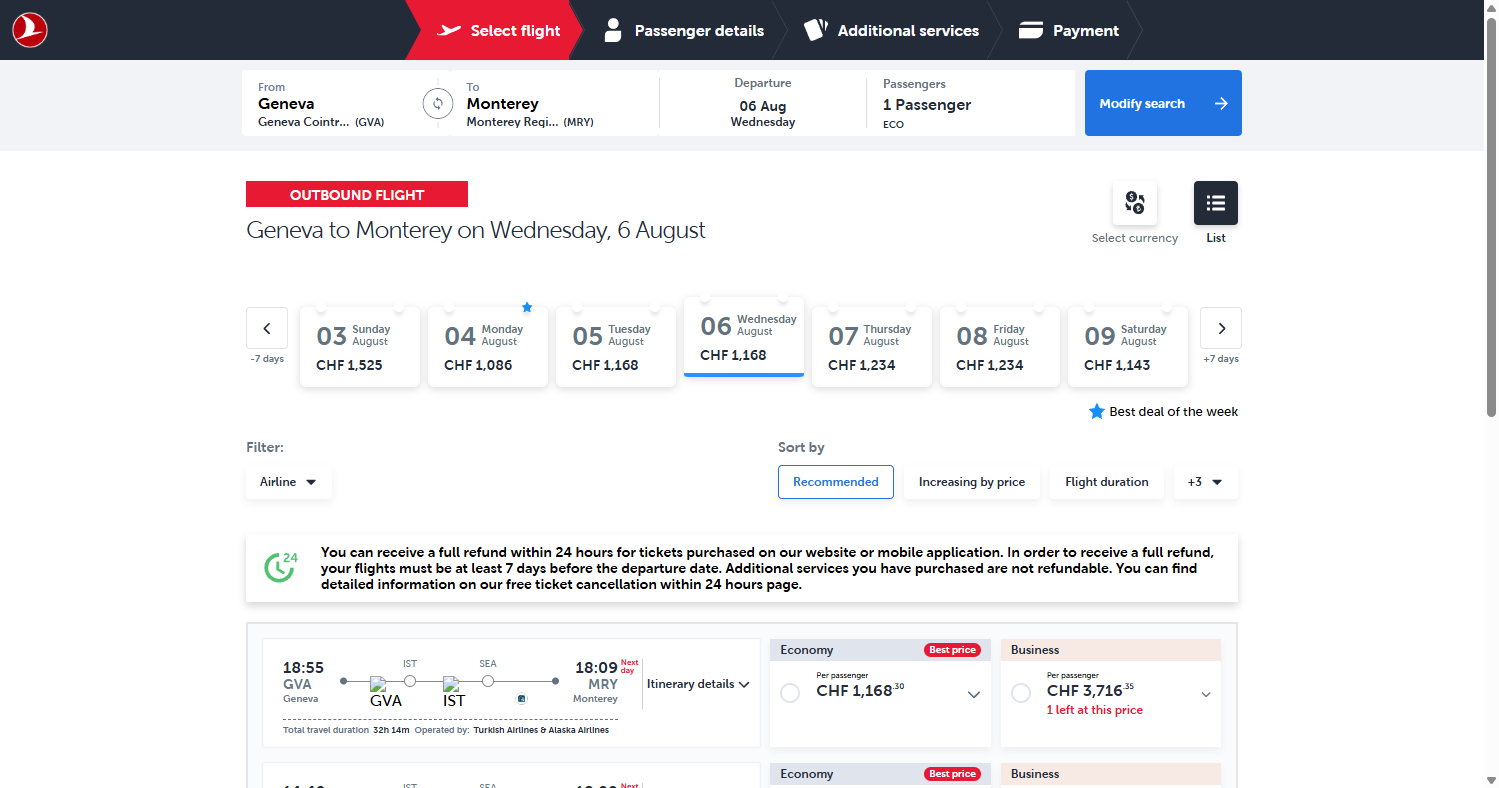 Select flight
Passenger details
Additional services
Payment
From
Geneva
Geneva Cointr... (GVA)
To
Monterey
Monterey Regi... (MRY)
Departure
06 Aug
Wednesday
Passengers
1 Passenger
ECO
Modify search
OUTBOUND FLIGHT
Geneva to Monterey on Wednesday, 6 August
Select currency
List
-7 days
03 Sunday August
CHF 1,525
04 Monday August
CHF 1,086
05 Tuesday August
CHF 1,168
06 Wednesday August
CHF 1,168
07 Thursday August
CHF 1,234
08 Friday August
CHF 1,234
09 Saturday August
CHF 1,143
+7 days
Best deal of the week
Filter:
Airline
Sort by
Recommended
Increasing by price
Flight duration
+3
24
You can receive a full refund within 24 hours for tickets purchased on our website or mobile application. In order to receive a full refund,
your flights must be at least 7 days before the departure date. Additional services you have purchased are not refundable. You can find
detailed information on our free ticket cancellation within 24 hours page.
18:55
GVA
Geneva
IST
SEA
GVA
IST
18:09 Next day
MRY
Monterey
Itinerary details
Total travel duration 32h 14m Operated by: Turkish Airlines & Alaska Airlines
Economy
Best price
Per passenger
CHF 1,168.30
Business
Per passenger
CHF 3,716.35
1 left at this price
IST
SEA
Next
Economy
Best price
Business